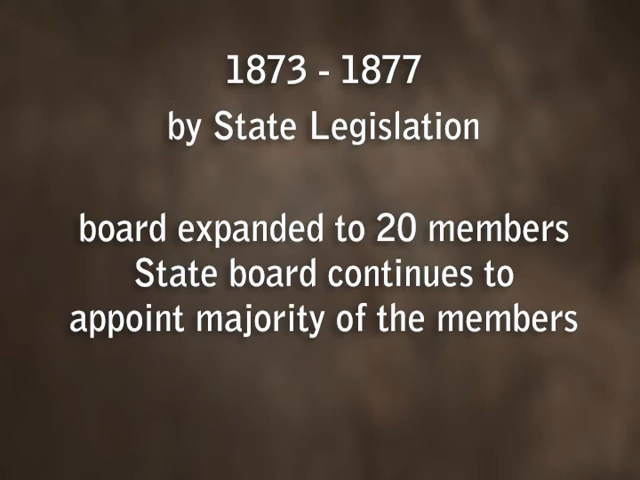 1873 - 1877
by State Legislation
board expanded to 20 members
State board continues to
appoint majority of the members